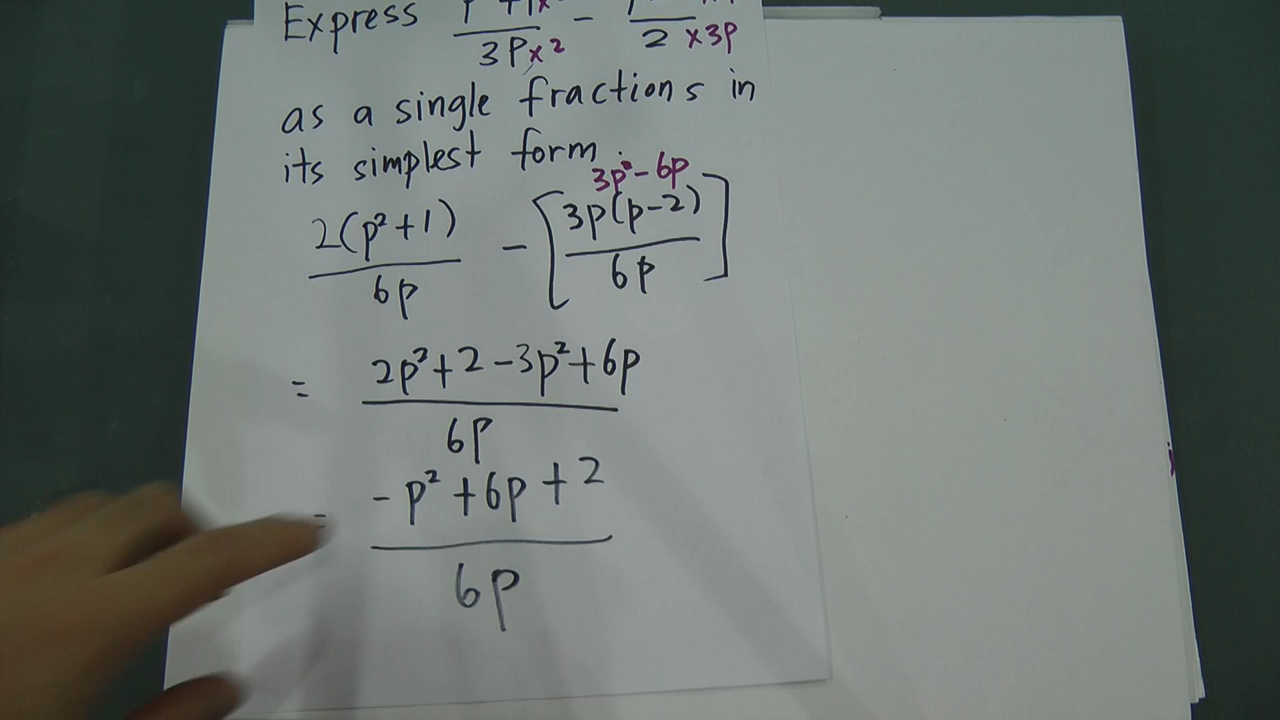 Express
3p x2 − 2 x3p
as a single fractions in
its simplest form.
3p² − 6p
2(p² + 1) − [3p(p − 2)]
6p 6p
= 2p² + 2 − 3p² + 6p
6p
= −p² + 6p + 2
6p